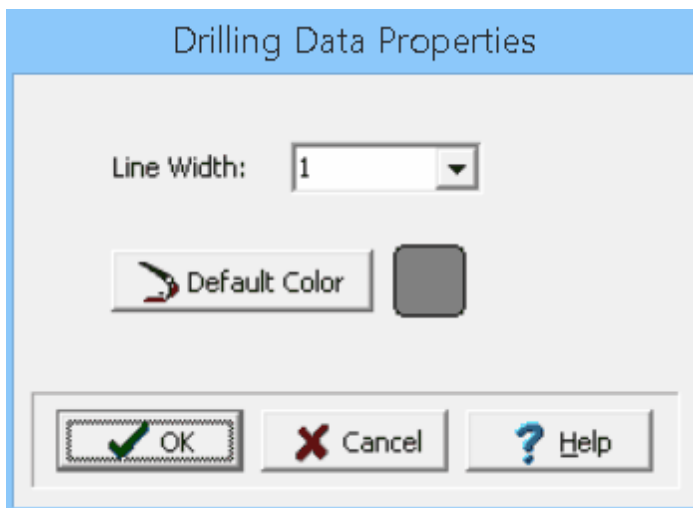 Drilling Data Properties
Line Width: 1
Default Color
OK Cancel Help